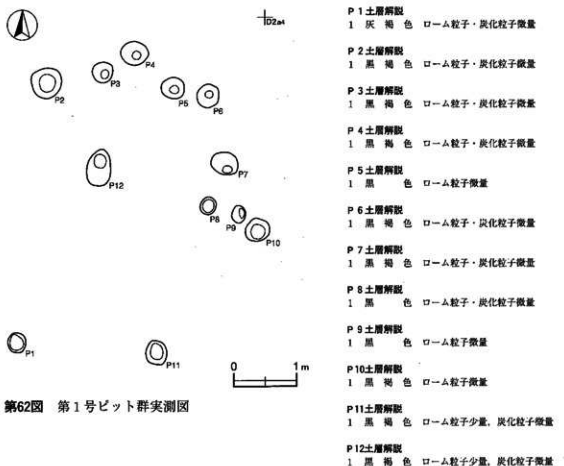 D2a4
P4
P3
P2
P5
P6
P7
P12
P8
P9
P10
P1
P11
0 1m
第62図 第1号ピット群実測図
P1土層解説
1 灰褐色 ローム粒子・炭化粒子微量
P2土層解説
1 黒褐色 ローム粒子・炭化粒子微量
P3土層解説
1 黒褐色 ローム粒子・炭化粒子微量
P4土層解説
1 黒褐色 ローム粒子・炭化粒子微量
P5土層解説
1 黒色 ローム粒子微量
P6土層解説
1 黒褐色 ローム粒子・炭化粒子微量
P7土層解説
1 黒褐色 ローム粒子・炭化粒子微量
P8土層解説
1 黒色 ローム粒子・炭化粒子微量
P9土層解説
1 黒色 ローム粒子微量
P10土層解説
1 黒褐色 ローム粒子微量
P11土層解説
1 黒褐色 ローム粒子少量,炭化粒子微量
P12土層解説
1 黒褐色 ローム粒子少量,炭化粒子微量